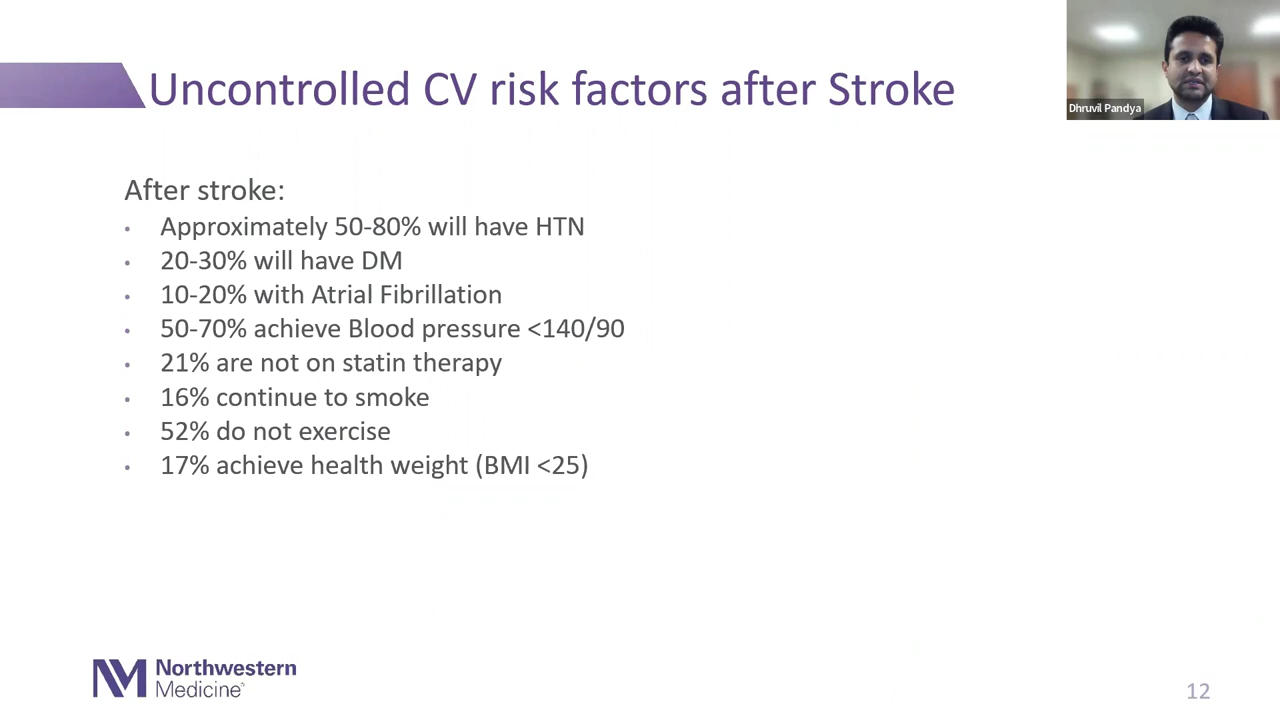 Uncontrolled CV risk factors after Stroke
Dhruvil Pandya
After stroke:
• Approximately 50-80% will have HTN
• 20-30% will have DM
• 10-20% with Atrial Fibrillation
• 50-70% achieve Blood pressure <140/90
• 21% are not on statin therapy
• 16% continue to smoke
• 52% do not exercise
• 17% achieve health weight (BMI <25)
NM
Northwestern
Medicine
12